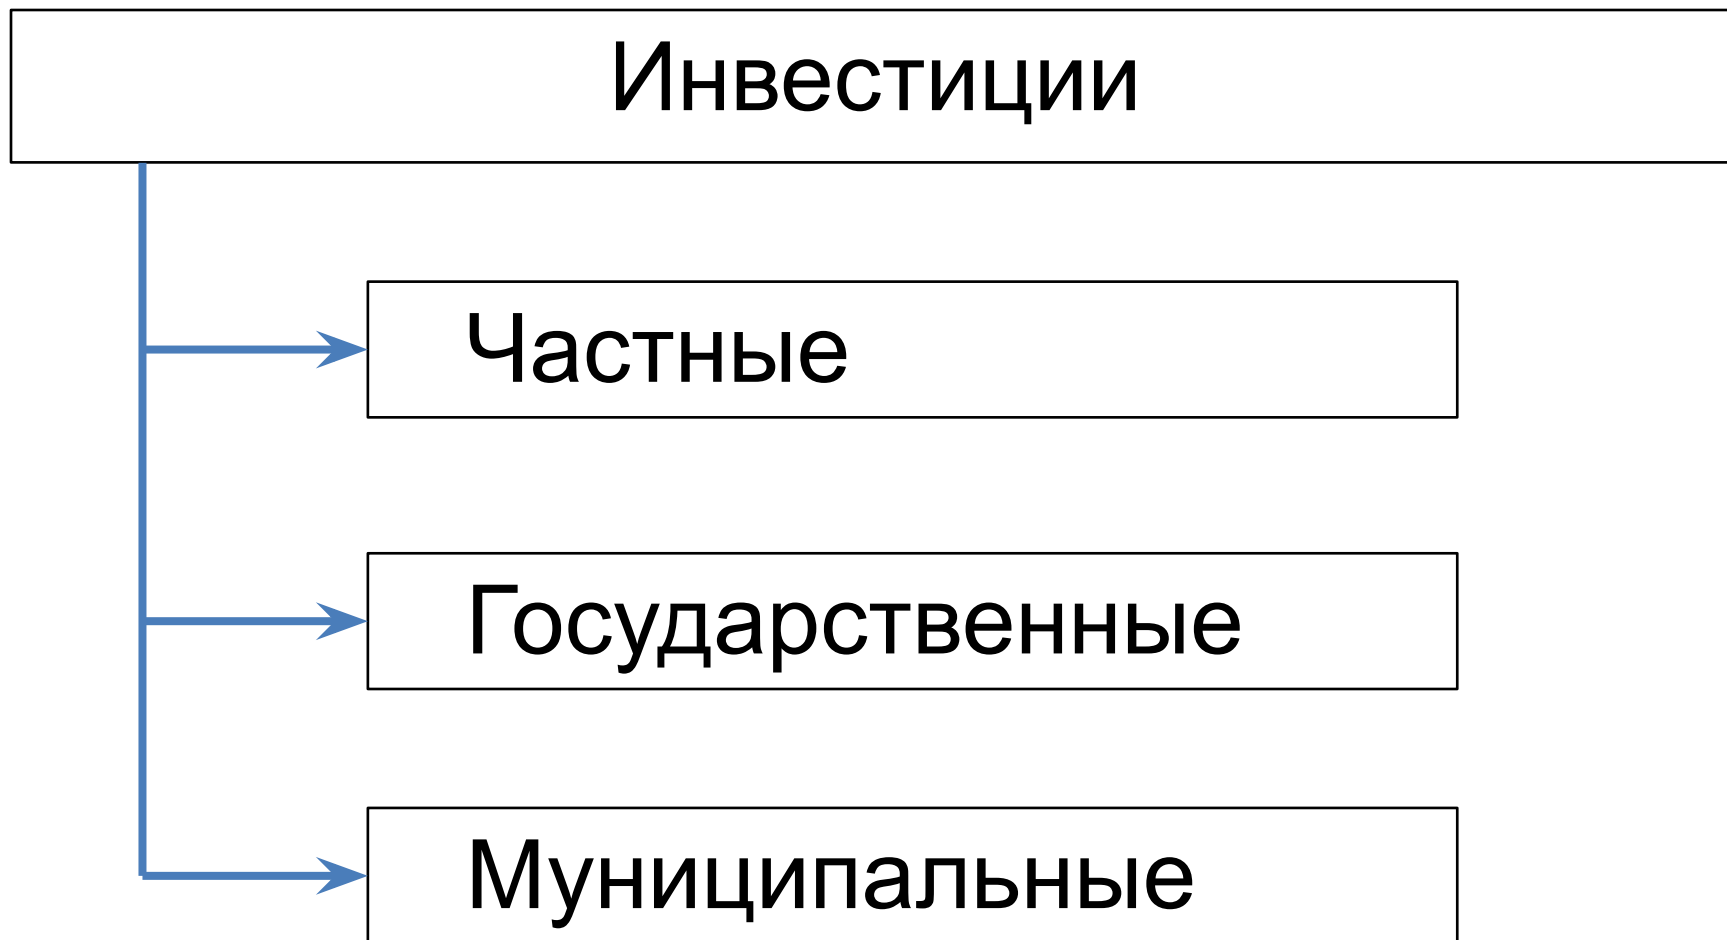 Инвестиции
Частные
Государственные
Муниципальные